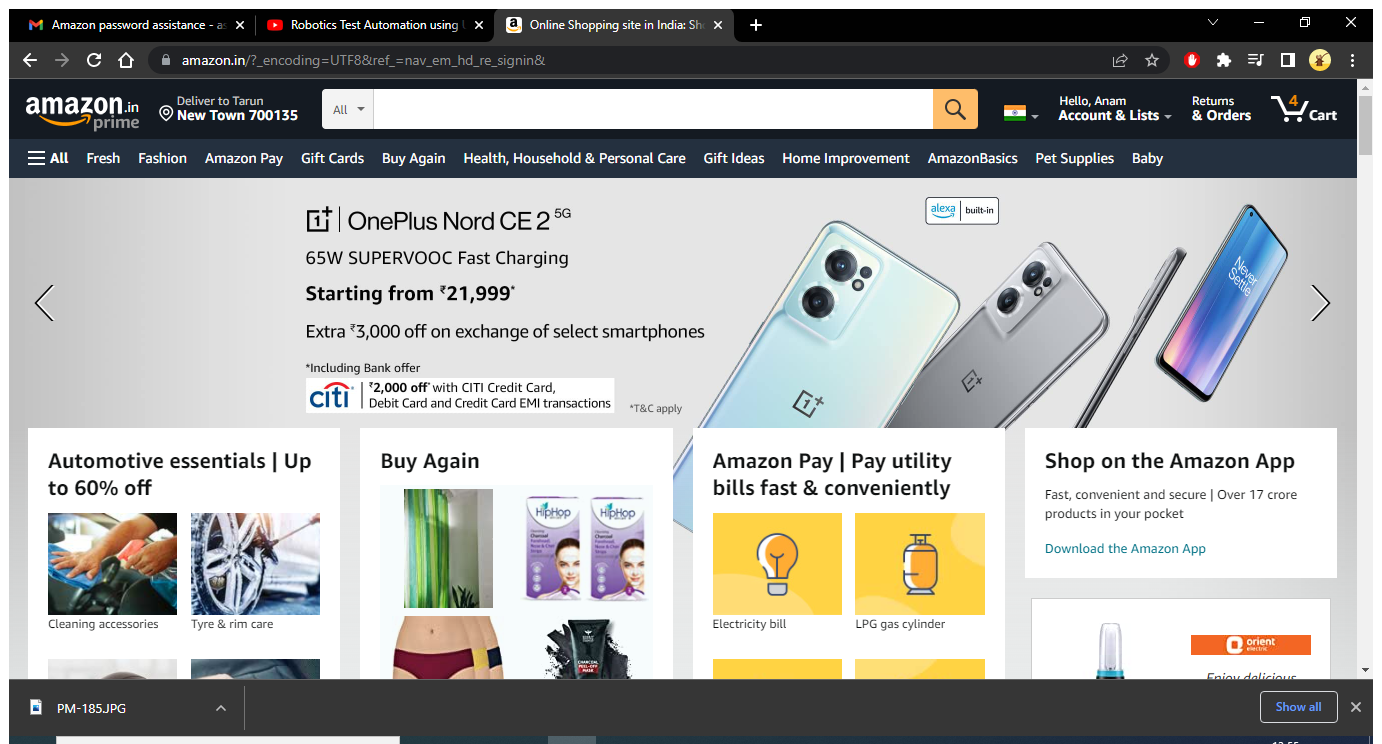 Amazon password assistance - as
Robotics Test Automation using U
Online Shopping site in India: Sho
amazon.in/?_encoding=UTF8&ref_=nav_em_hd_re_signin&
amazon.in
prime
Deliver to Tarun
New Town 700135
All
Hello, Anam
Account & Lists
Returns
& Orders
4
Cart
All Fresh Fashion Amazon Pay Gift Cards Buy Again Health, Household & Personal Care Gift Ideas Home Improvement AmazonBasics Pet Supplies Baby
1+ | OnePlus Nord CE 2 5G
alexa | built-in
65W SUPERVOOC Fast Charging
Starting from ₹21,999*
Extra ₹3,000 off on exchange of select smartphones
*Including Bank offer
citi
₹2,000 off* with CITI Credit Card,
Debit Card and Credit Card EMI transactions
*T&C apply
Never
Settle
Automotive essentials | Up
to 60% off
Cleaning accessories
Tyre & rim care
Buy Again
HipHop
HipHop
Charcoal
Charcoal
CHARCOAL
PEEL-OFF
MASK
Amazon Pay | Pay utility
bills fast & conveniently
Electricity bill
LPG gas cylinder
Shop on the Amazon App
Fast, convenient and secure | Over 17 crore
products in your pocket
Download the Amazon App
orient
electric
Enjoy delicious
PM-185.JPG
Show all